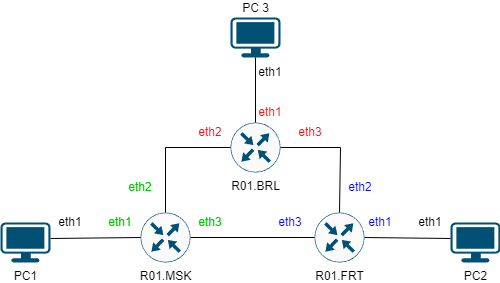 PC 3
eth1
eth1
eth2
eth3
R01.BRL
eth2
eth2
eth1
eth1
eth3
eth3
eth1
eth1
PC1
R01.MSK
R01.FRT
PC2